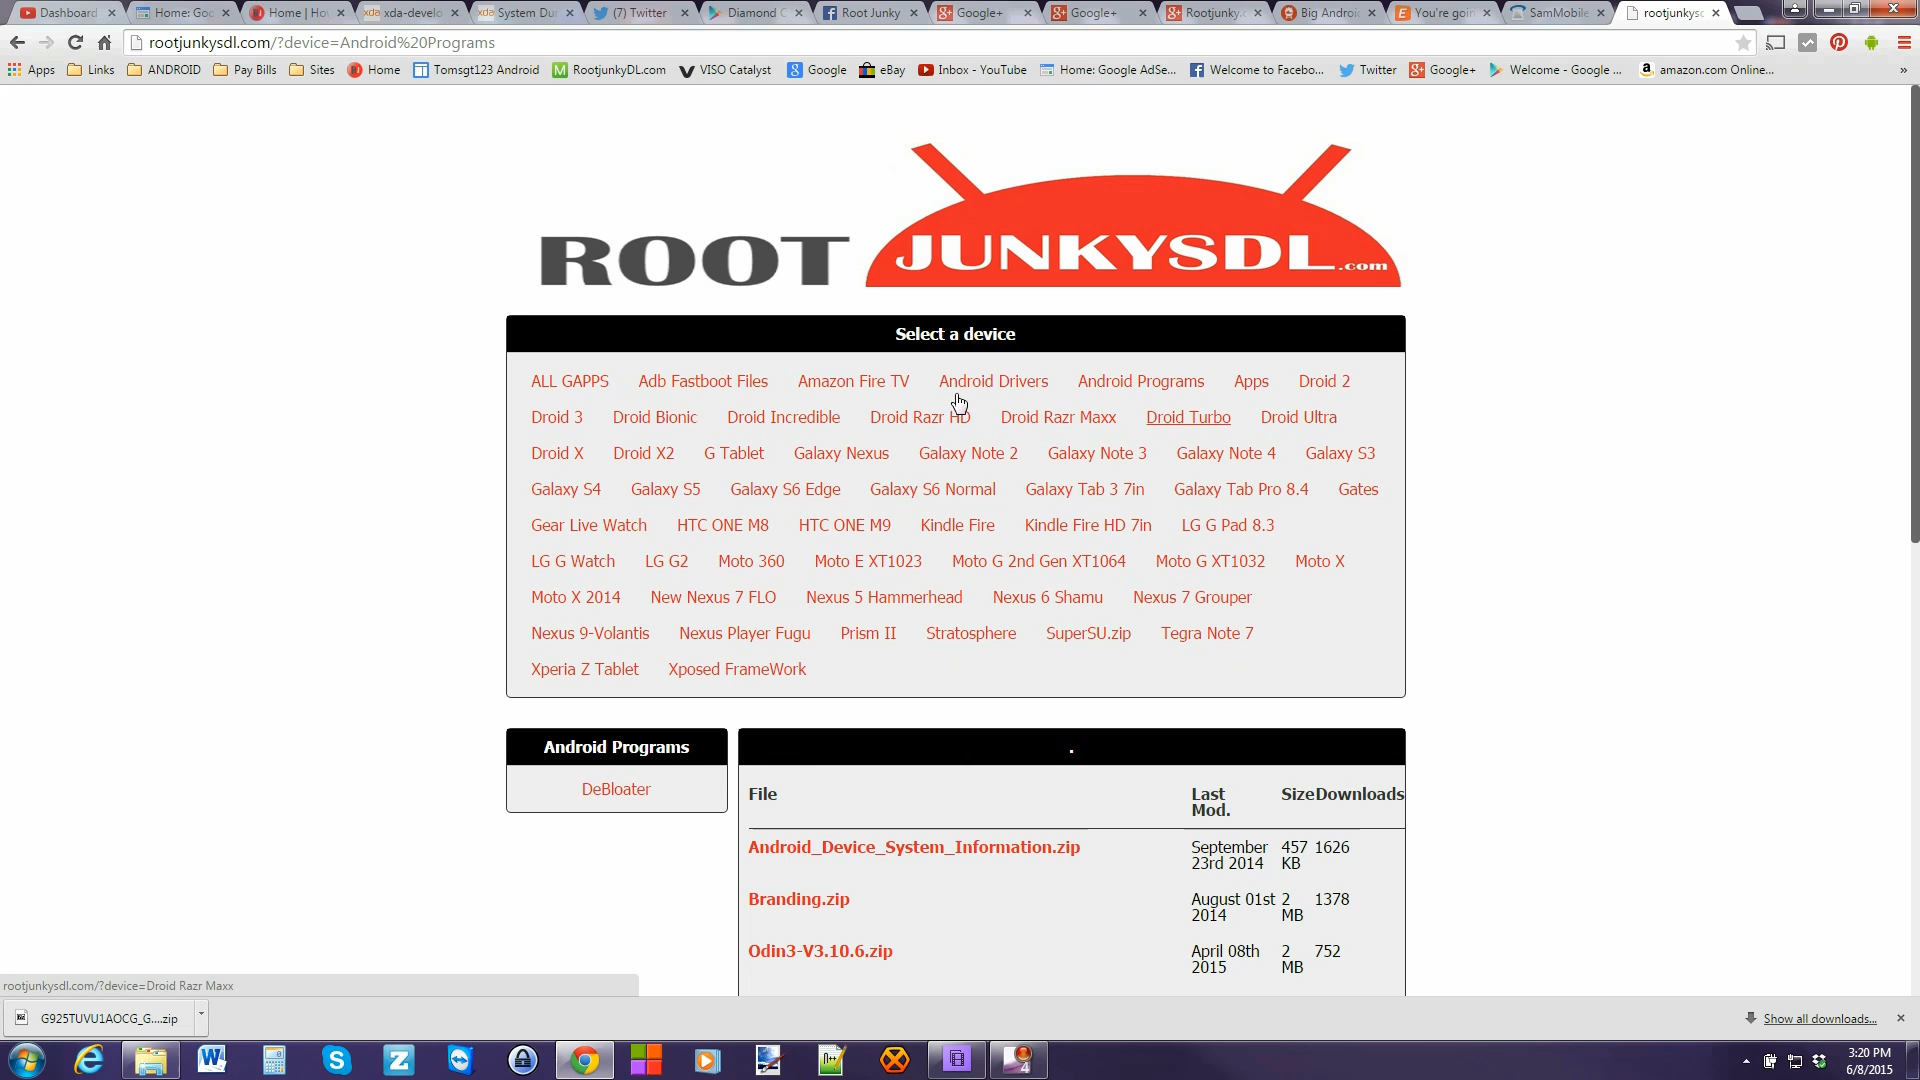 Dashboard
Home: Goo
Home | Ho
xda-develo
System Du
(7) Twitter
Diamond C
Root Junky
Google+
Google+
Rootjunky.
Big Androi
You're goin
SamMobile
rootjunkys
rootjunkysdl.com/?device=Android%20Programs
Apps Links ANDROID Pay Bills Sites Home Tomsgt123 Android RootjunkyDL.com VISO Catalyst Google eBay Inbox - YouTube Home: Google AdSe... Welcome to Facebo... Twitter Google+ Welcome - Google ... amazon.com Online... »
ROOT JUNKYSDL.com
Select a device
ALL GAPPS Adb Fastboot Files Amazon Fire TV Android Drivers Android Programs Apps Droid 2
Droid 3 Droid Bionic Droid Incredible Droid Razr HD Droid Razr Maxx Droid Turbo Droid Ultra
Droid X Droid X2 G Tablet Galaxy Nexus Galaxy Note 2 Galaxy Note 3 Galaxy Note 4 Galaxy S3
Galaxy S4 Galaxy S5 Galaxy S6 Edge Galaxy S6 Normal Galaxy Tab 3 7in Galaxy Tab Pro 8.4 Gates
Gear Live Watch HTC ONE M8 HTC ONE M9 Kindle Fire Kindle Fire HD 7in LG G Pad 8.3
LG G Watch LG G2 Moto 360 Moto E XT1023 Moto G 2nd Gen XT1064 Moto G XT1032 Moto X
Moto X 2014 New Nexus 7 FLO Nexus 5 Hammerhead Nexus 6 Shamu Nexus 7 Grouper
Nexus 9-Volantis Nexus Player Fugu Prism II Stratosphere SuperSU.zip Tegra Note 7
Xperia Z Tablet Xposed FrameWork
Android Programs
DeBloater
.
File Last Mod. Size Downloads
Android_Device_System_Information.zip September 23rd 2014 457 KB 1626
Branding.zip August 01st 2014 2 MB 1378
Odin3-V3.10.6.zip April 08th 2015 2 MB 752
rootjunkysdl.com/?device=Droid Razr Maxx
G925TUVU1AOCG_G....zip
Show all downloads...
3:20 PM
6/8/2015